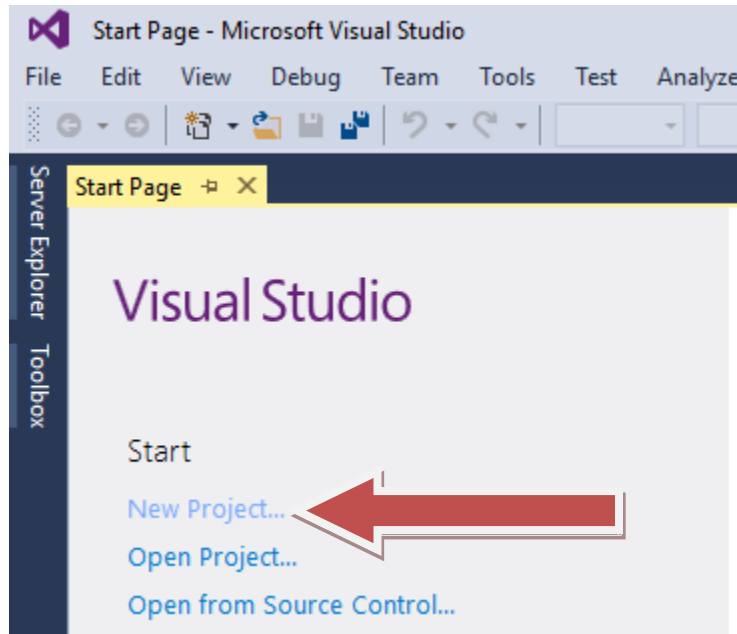 Start Page - Microsoft Visual Studio
File Edit View Debug Team Tools Test Analyze
Server Explorer
Toolbox
Start Page
Visual Studio
Start
New Project...
Open Project...
Open from Source Control...